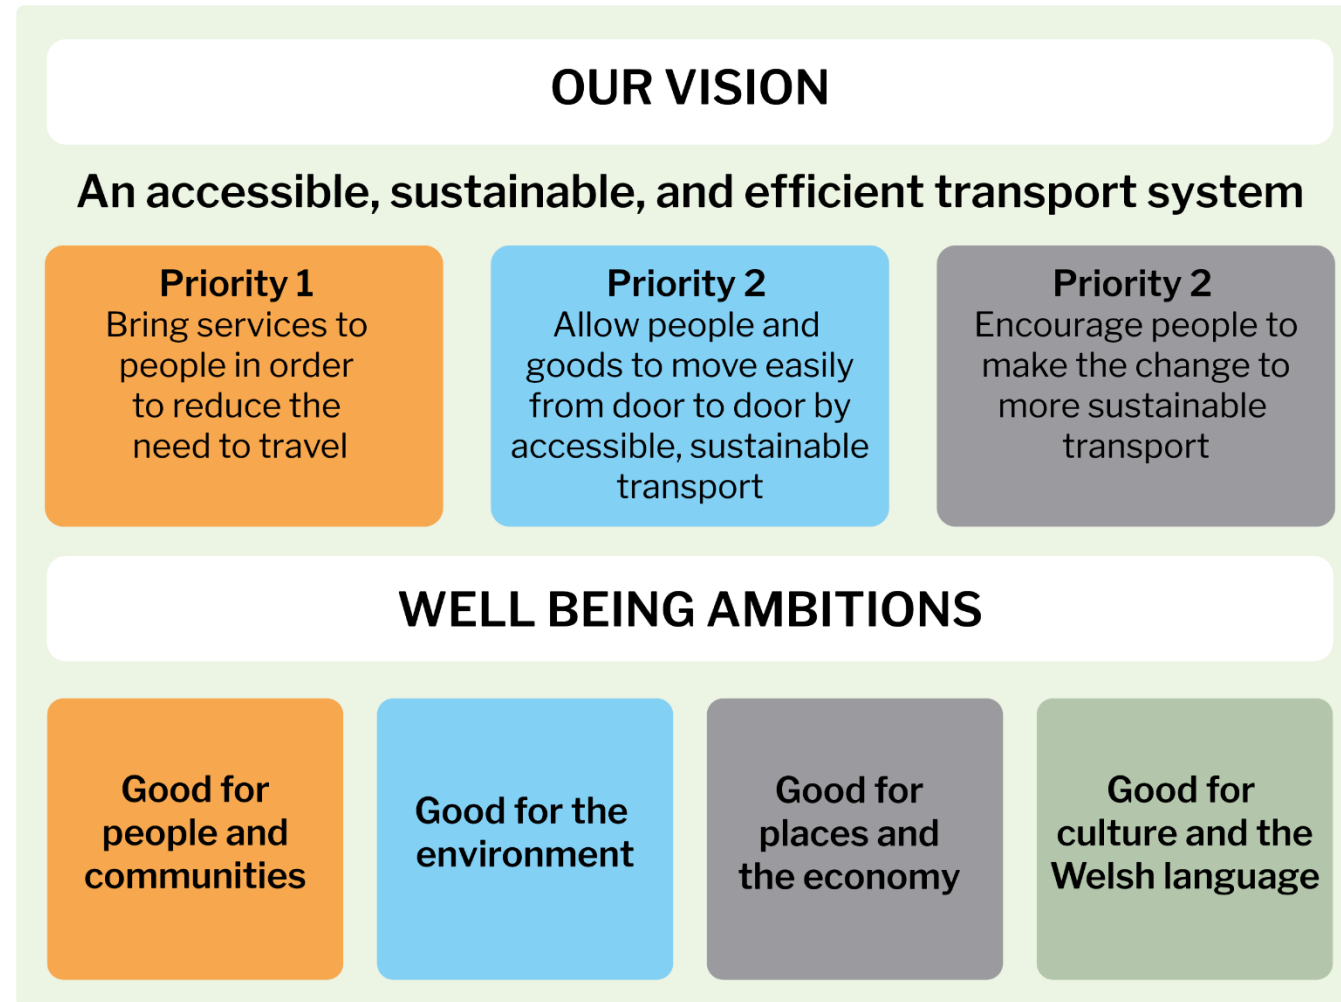 OUR VISION
An accessible, sustainable, and efficient transport system
Priority 1
Bring services to
people in order
to reduce the
need to travel
Priority 2
Allow people and
goods to move easily
from door to door by
accessible, sustainable
transport
Priority 2
Encourage people to
make the change to
more sustainable
transport
WELL BEING AMBITIONS
Good for
people and
communities
Good for the
environment
Good for
places and
the economy
Good for
culture and the
Welsh language